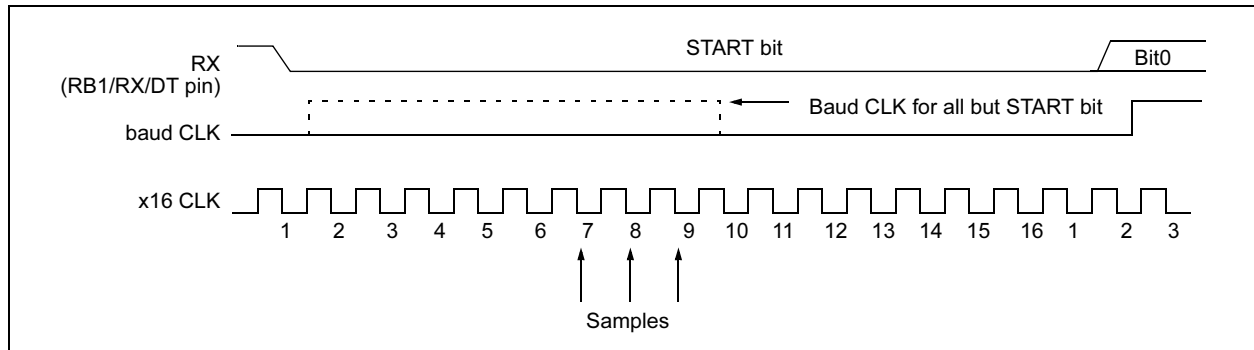 START bit
RX
(RB1/RX/DT pin)
Bit0
Baud CLK for all but START bit
baud CLK
x16 CLK
1 2 3 4 5 6 7 8 9 10 11 12 13 14 15 16 1 2 3
Samples